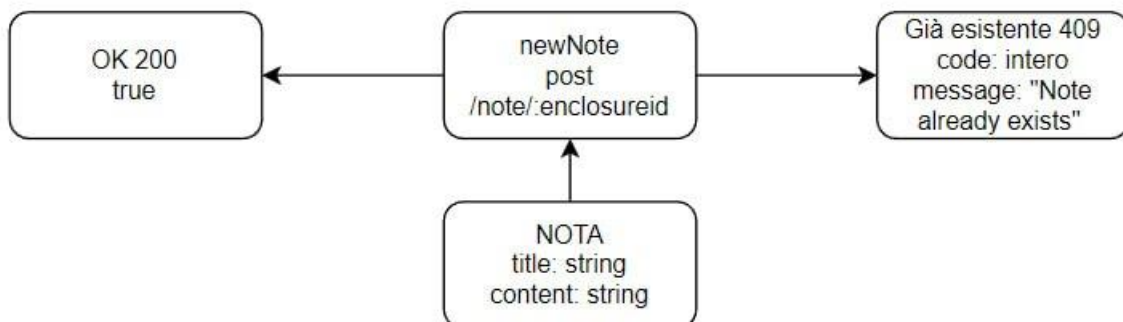 OK 200
true
newNote
post
/note/:enclosureid
Già esistente 409
code: intero
message: "Note
already exists"
NOTA
title: string
content: string